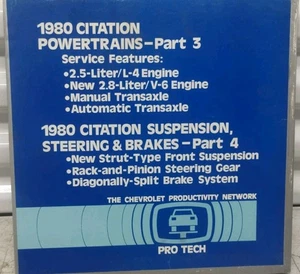 1980 CITATION
POWERTRAINS—Part 3
Service Features:
•2.5-Liter/L-4 Engine
•New 2.8-Liter/V-6 Engine
•Manual Transaxle
•Automatic Transaxle
1980 CITATION SUSPENSION,
STEERING & BRAKES—Part 4
•New Strut-Type Front Suspension
•Rack-and-Pinion Steering Gear
•Diagonally-Split Brake System
THE CHEVROLET PRODUCTIVITY NETWORK
PRO TECH